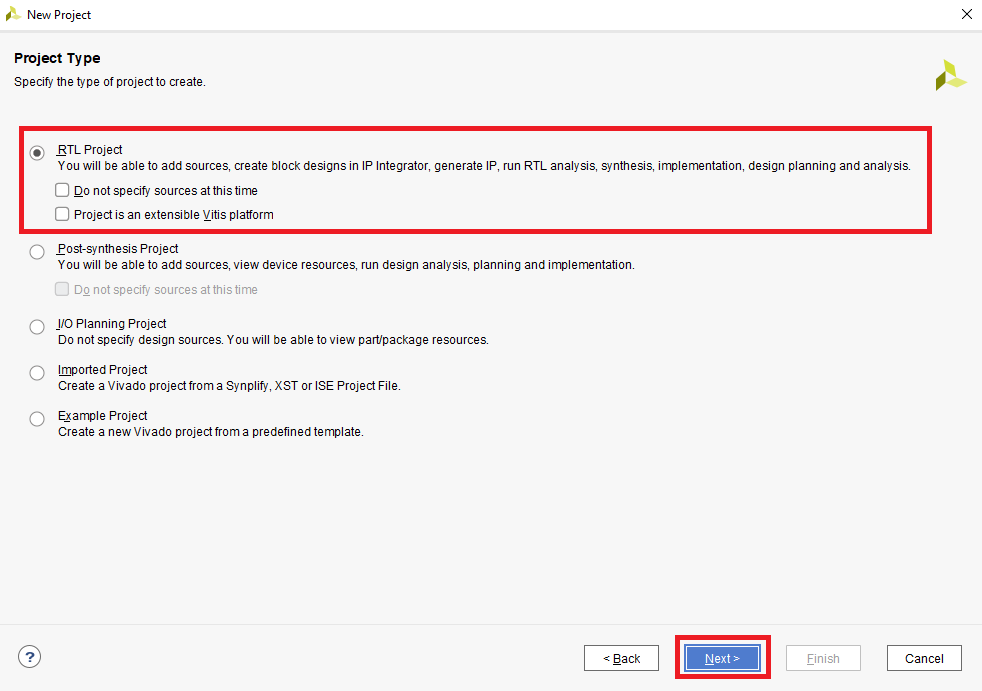 New Project
Project Type
Specify the type of project to create.
RTL Project
You will be able to add sources, create block designs in IP Integrator, generate IP, run RTL analysis, synthesis, implementation, design planning and analysis.
Do not specify sources at this time
Project is an extensible Vitis platform
Post-synthesis Project
You will be able to add sources, view device resources, run design analysis, planning and implementation.
Do not specify sources at this time
I/O Planning Project
Do not specify design sources. You will be able to view part/package resources.
Imported Project
Create a Vivado project from a Synplify, XST or ISE Project File.
Example Project
Create a new Vivado project from a predefined template.
? < Back Next > Finish Cancel